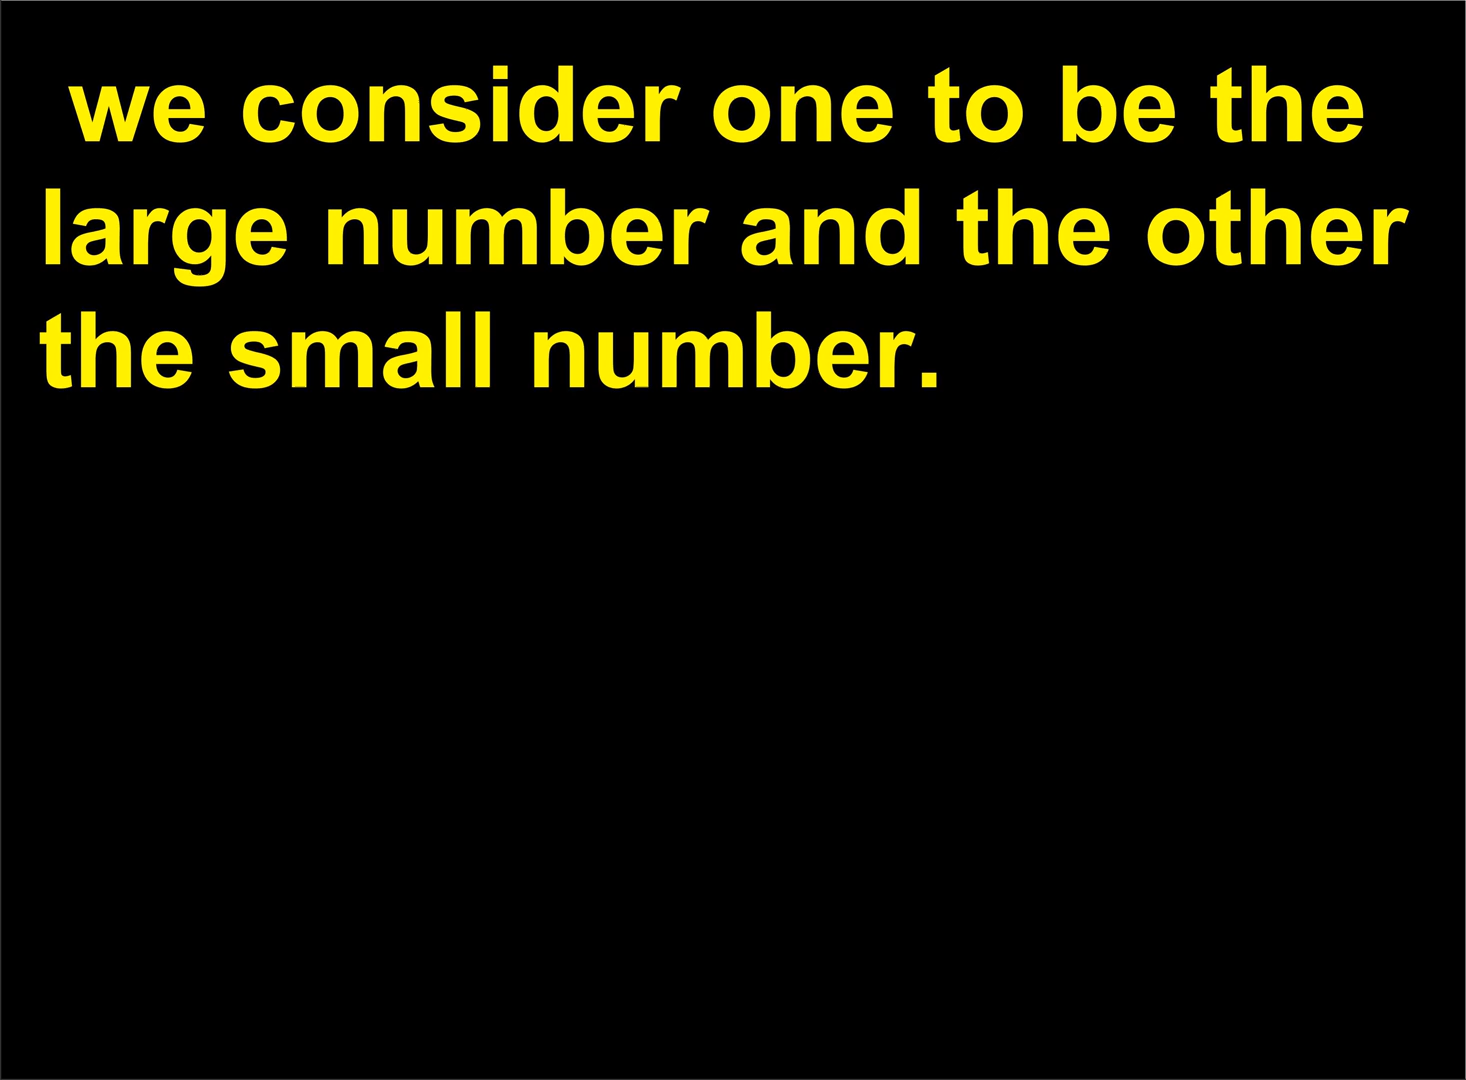 we consider one to be the
large number and the other
the small number.